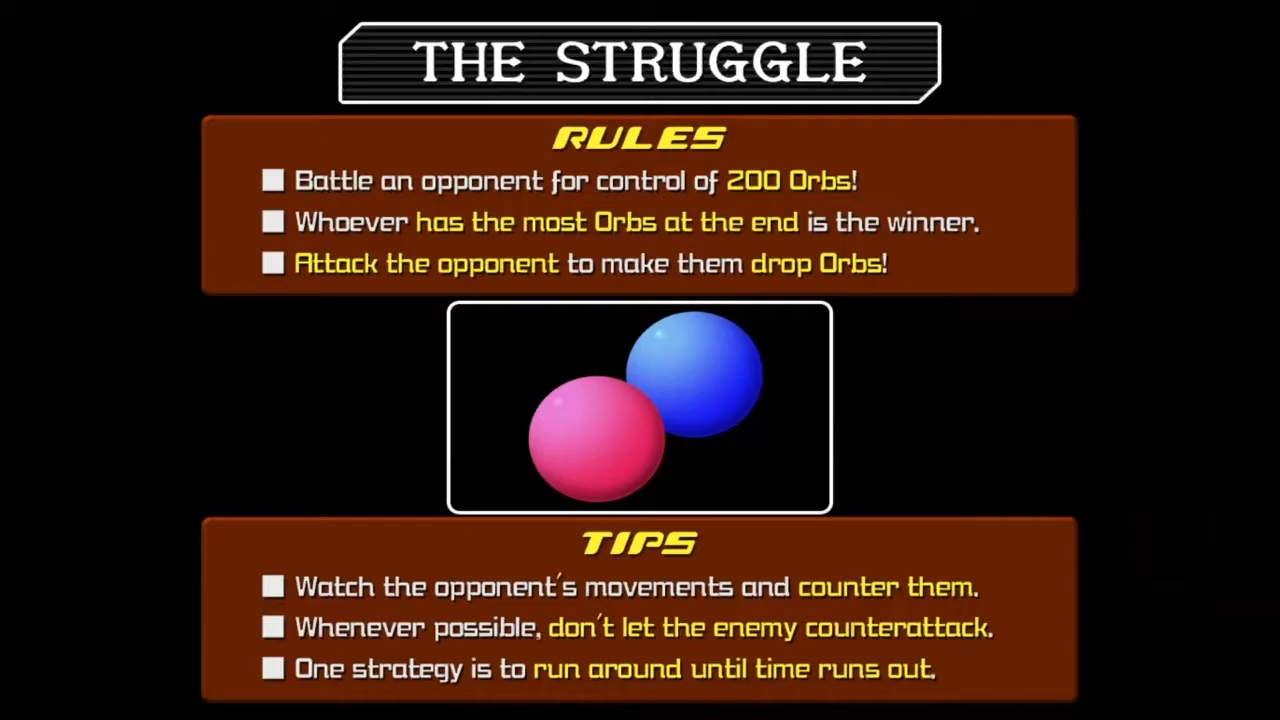 THE STRUGGLE
RULES
Battle an opponent for control of 200 Orbs!
Whoever has the most Orbs at the end is the winner.
Attack the opponent to make them drop Orbs!
TIPS
Watch the opponent's movements and counter them.
Whenever possible, don't let the enemy counterattack.
One strategy is to run around until time runs out.